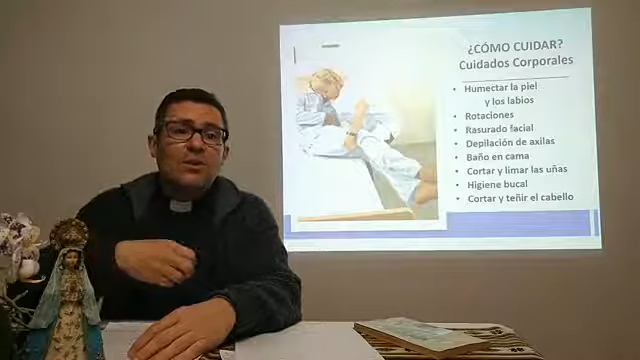 ¿CÓMO CUIDAR?
Cuidados Corporales
• Humectar la piel
y los labios
• Rotaciones
• Rasurado facial
• Depilación de axilas
• Baño en cama
• Cortar y limar las uñas
• Higiene bucal
• Cortar y teñir el cabello